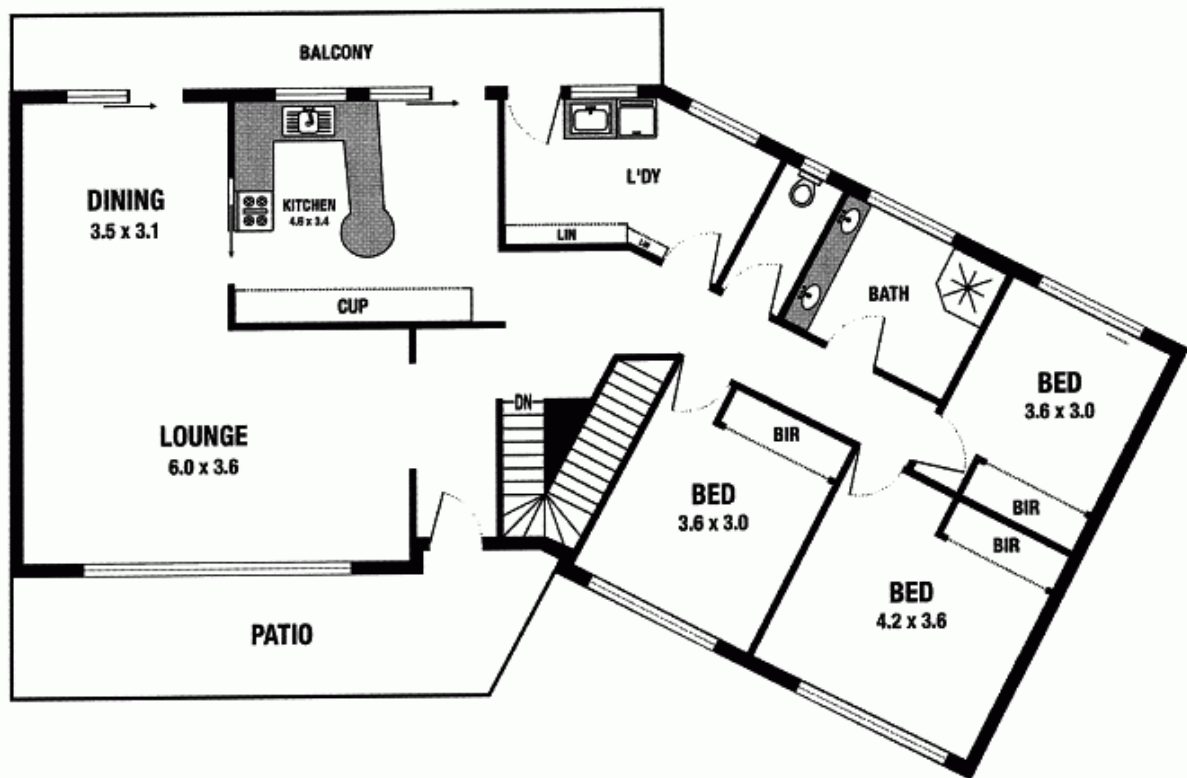 BALCONY
DINING
3.5 x 3.1
KITCHEN
4.6 x 3.4
L'DY
LIN
LIN
CUP
BATH
BED
3.6 x 3.0
LOUNGE
6.0 x 3.6
DN
BIR
BED
3.6 x 3.0
BIR
BIR
BED
4.2 x 3.6
PATIO